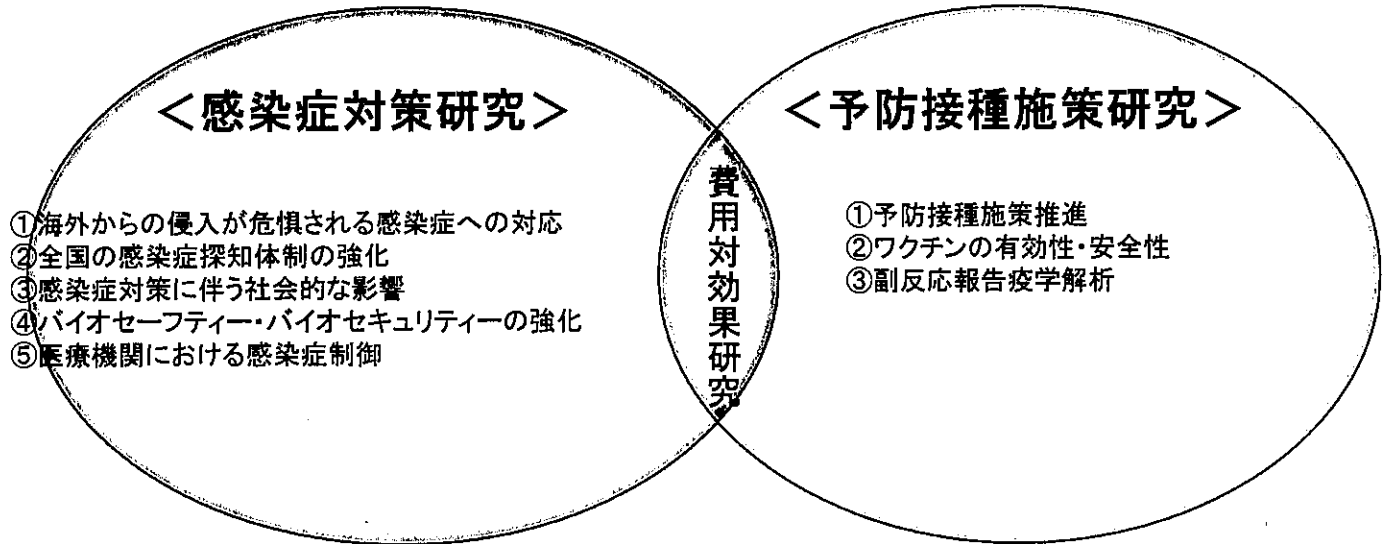 ＜感染症対策研究＞
①海外からの侵入が危惧される感染症への対応
②全国の感染症探知体制の強化
③感染症対策に伴う社会的な影響
④バイオセーフティー・バイオセキュリティーの強化
⑤医療機関における感染症制御
費用対効果研究
＜予防接種施策研究＞
①予防接種施策推進
②ワクチンの有効性・安全性
③副反応報告疫学解析